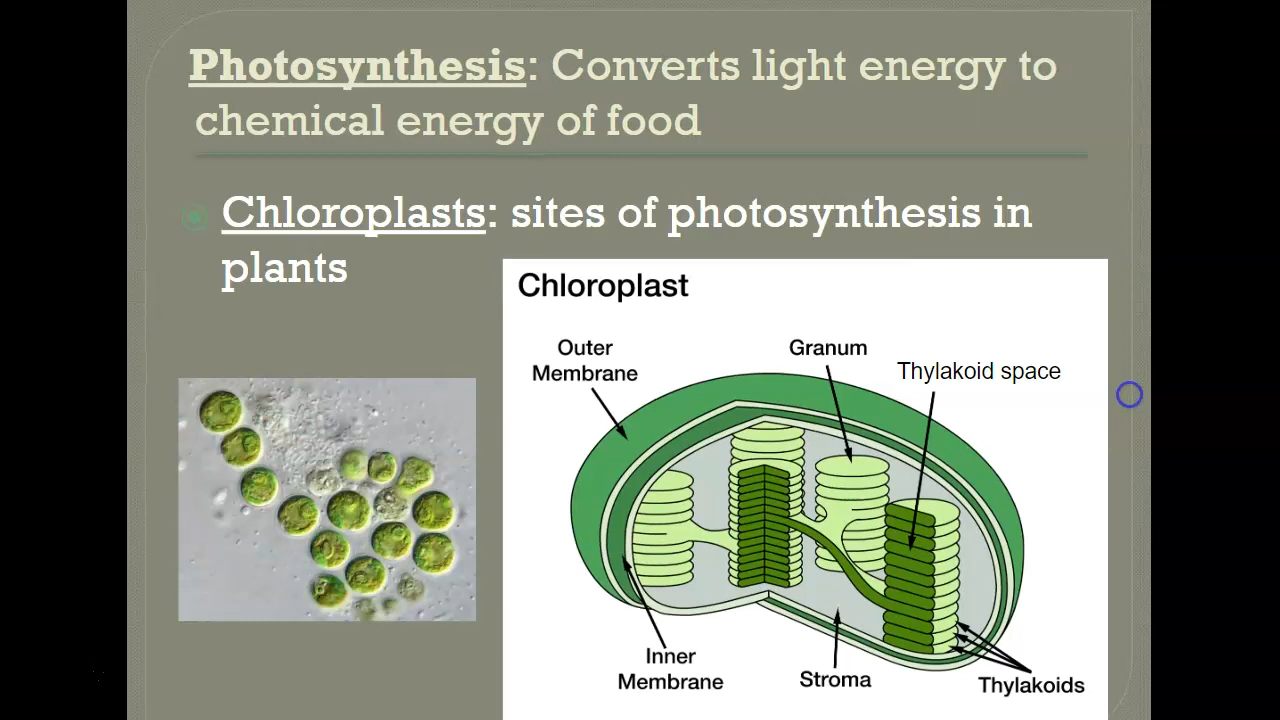 Photosynthesis: Converts light energy to
chemical energy of food
Chloroplasts: sites of photosynthesis in
plants
Chloroplast
Outer
Membrane
Granum
Thylakoid space
Inner
Membrane
Stroma
Thylakoids